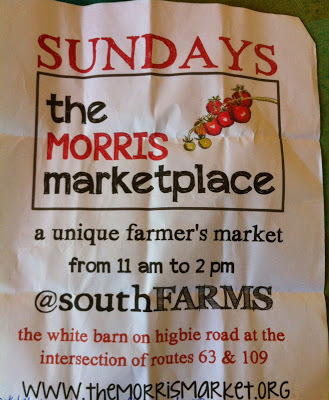 SUNDAYS
the
MORRIS
marketplace
a unique farmer's market
from 11 am to 2 pm
@southFARMS
the white barn on higbie road at the
intersection of routes 63 & 109
www.theMORRISMARKET.ORG